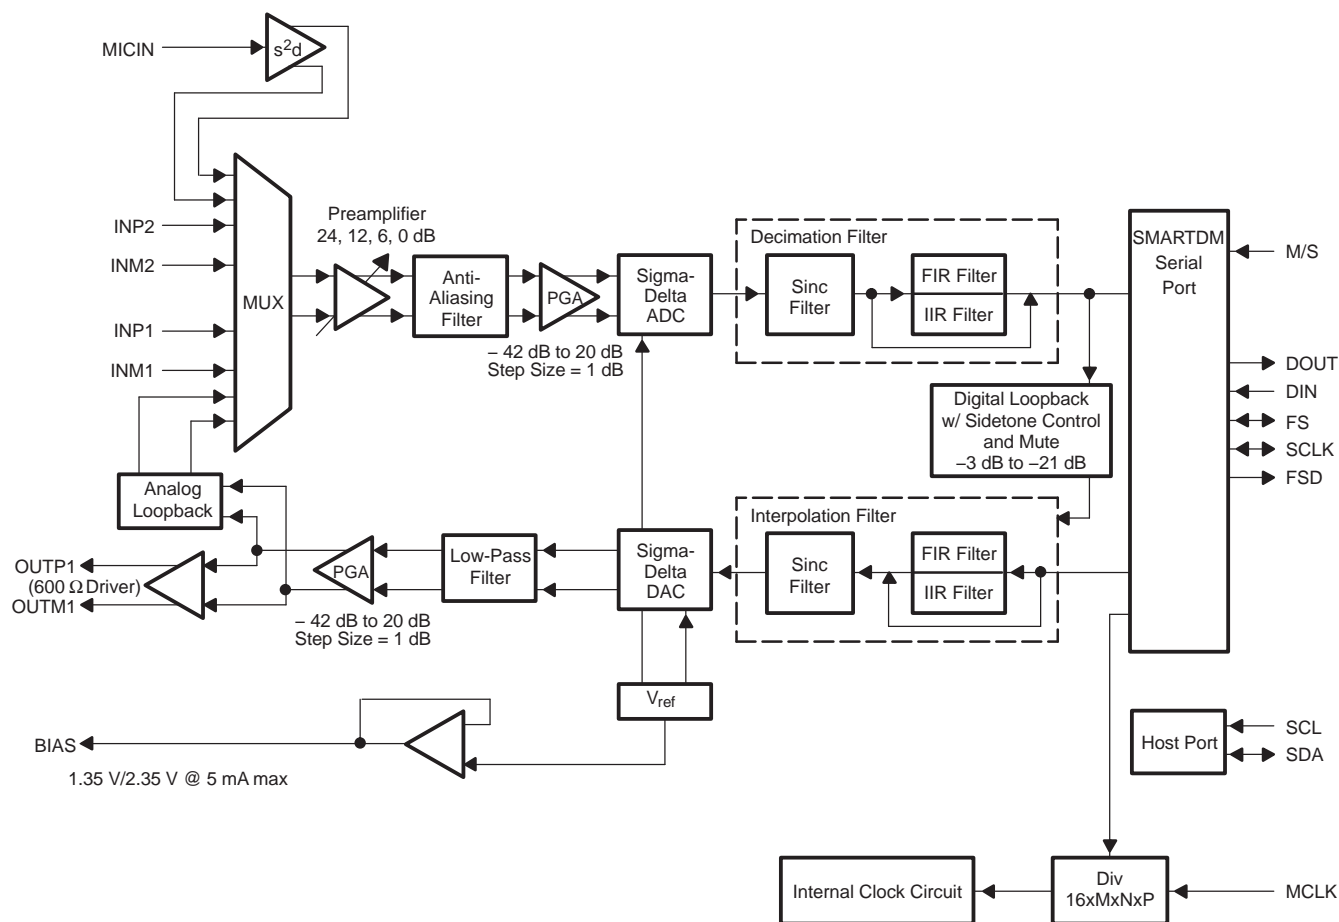 MICIN
s²d
INP2
INM2
INP1
INM1
MUX
Preamplifier
24, 12, 6, 0 dB
Anti-
Aliasing
Filter
PGA
– 42 dB to 20 dB
Step Size = 1 dB
Sigma-
Delta
ADC
Decimation Filter
Sinc
Filter
FIR Filter
IIR Filter
SMARTDM
Serial
Port
M/S
DOUT
DIN
FS
SCLK
FSD
Digital Loopback
w/ Sidetone Control
and Mute
–3 dB to –21 dB
Analog
Loopback
OUTP1
(600 Ω Driver)
OUTM1
PGA
– 42 dB to 20 dB
Step Size = 1 dB
Low-Pass
Filter
Sigma-
Delta
DAC
Interpolation Filter
Sinc
Filter
FIR Filter
IIR Filter
Vref
BIAS
1.35 V/2.35 V @ 5 mA max
Host Port
SCL
SDA
Internal Clock Circuit
Div
16xMxNxP
MCLK